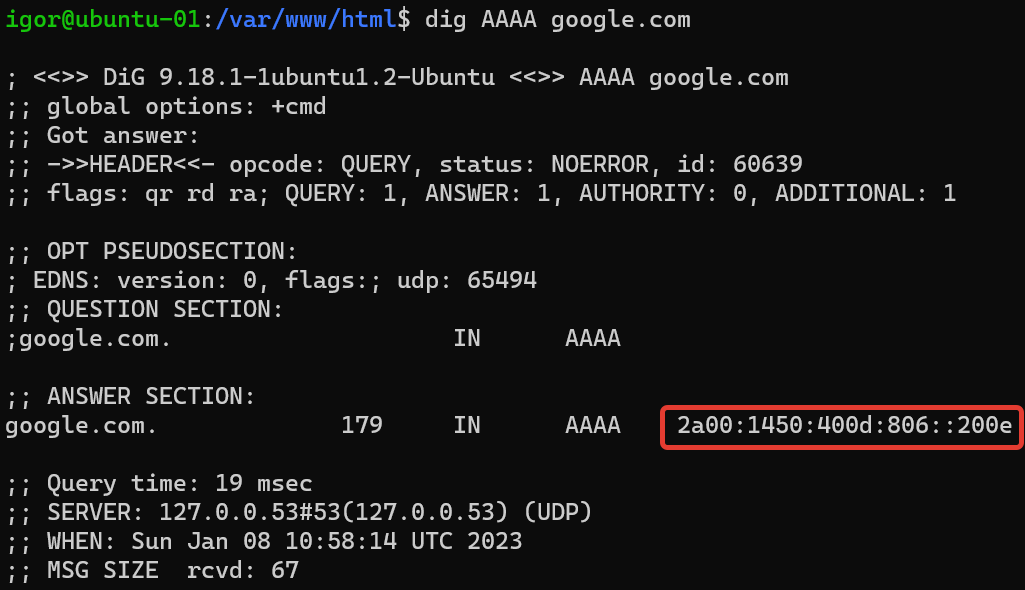 igor@ubuntu-01:/var/www/html$ dig AAAA google.com
; <<>> DiG 9.18.1-1ubuntu1.2-Ubuntu <<>> AAAA google.com
;; global options: +cmd
;; Got answer:
;; ->>HEADER<<- opcode: QUERY, status: NOERROR, id: 60639
;; flags: qr rd ra; QUERY: 1, ANSWER: 1, AUTHORITY: 0, ADDITIONAL: 1
;; OPT PSEUDOSECTION:
; EDNS: version: 0, flags:; udp: 65494
;; QUESTION SECTION:
;google.com. IN AAAA
;; ANSWER SECTION:
google.com. 179 IN AAAA 2a00:1450:400d:806::200e
;; Query time: 19 msec
;; SERVER: 127.0.0.53#53(127.0.0.53) (UDP)
;; WHEN: Sun Jan 08 10:58:14 UTC 2023
;; MSG SIZE rcvd: 67